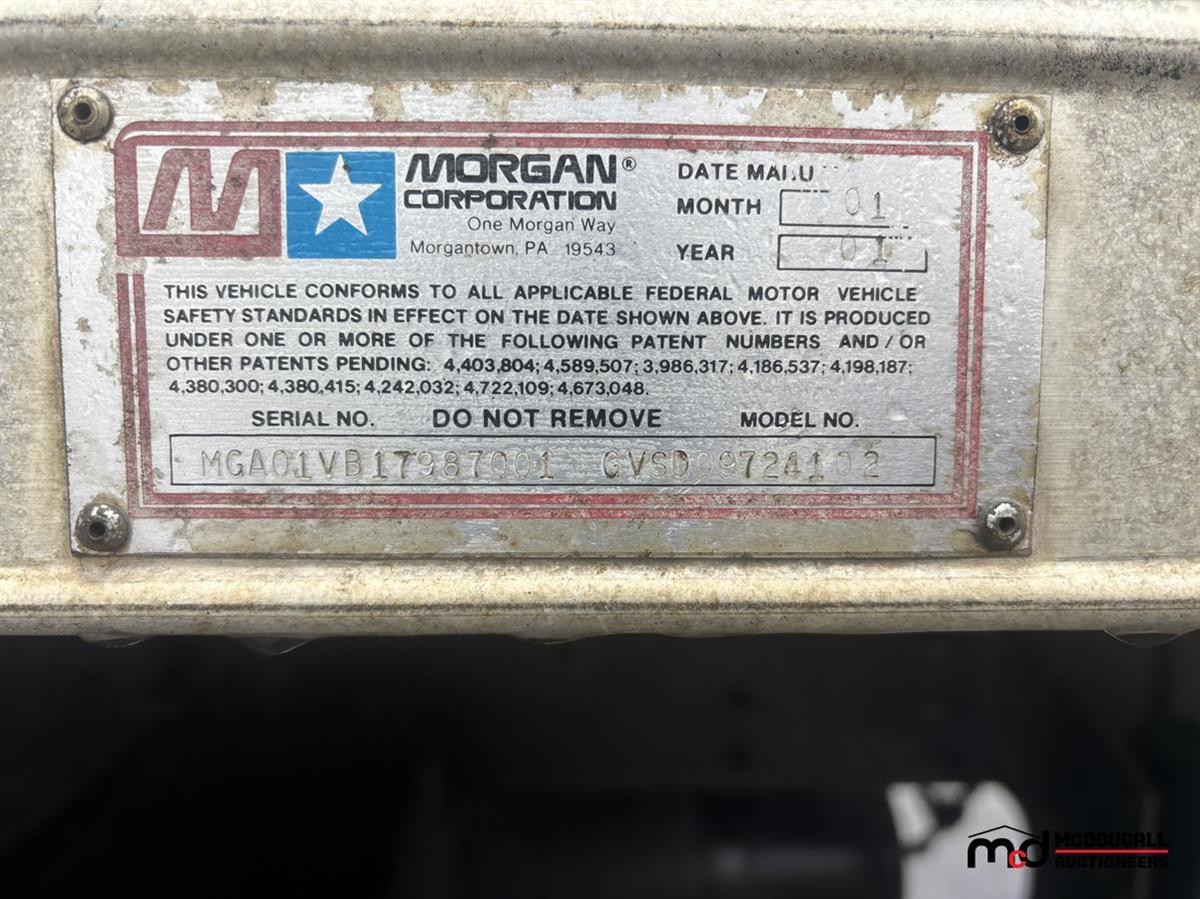 M
MORGAN®
CORPORATION
One Morgan Way
Morgantown, PA 19543
DATE
MONTH 01
YEAR 01
THIS VEHICLE CONFORMS TO ALL APPLICABLE FEDERAL MOTOR VEHICLE
SAFETY STANDARDS IN EFFECT ON THE DATE SHOWN ABOVE. IT IS PRODUCED
UNDER ONE OR MORE OF THE FOLLOWING PATENT NUMBERS AND/OR
OTHER PATENTS PENDING: 4,403,804; 4,589,507; 3,986,317; 4,186,537; 4,198,187;
4,380,300; 4,380,415; 4,242,032; 4,722,109; 4,673,048.
SERIAL NO. DO NOT REMOVE MODEL NO.
MGA01VB17987001 GVSD09724102
mcd MCDOUGALL
AUCTIONEERS